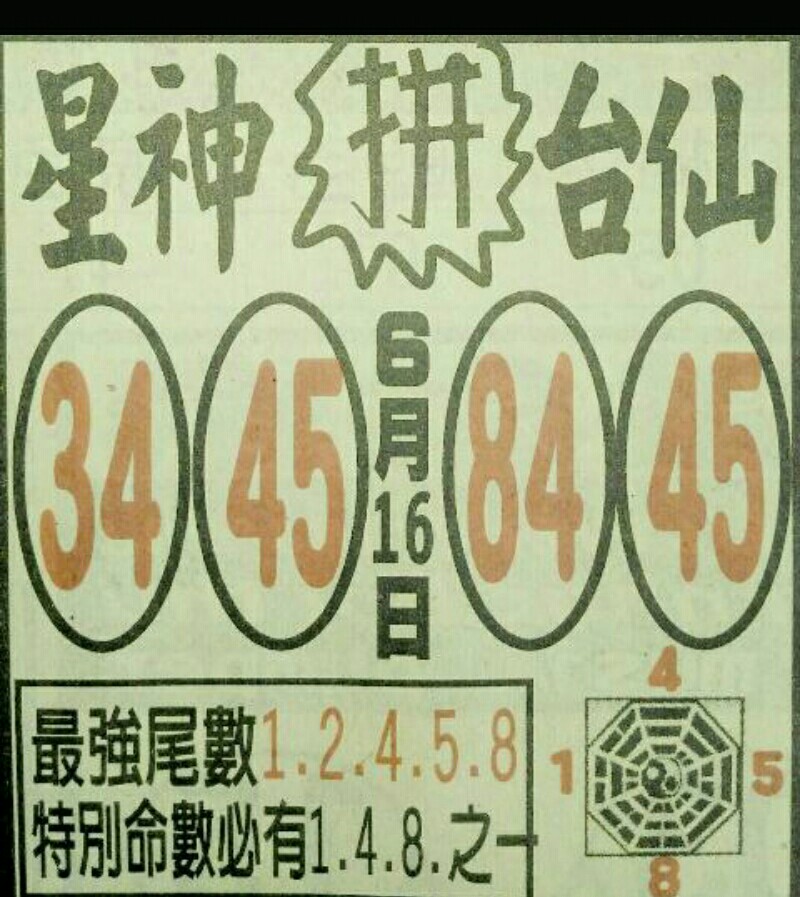 星神 拼 台仙
34 45 6月16日 84 45
最強尾數1.2.4.5.8
特別命數必有1.4.8.之一
4
1 5
8